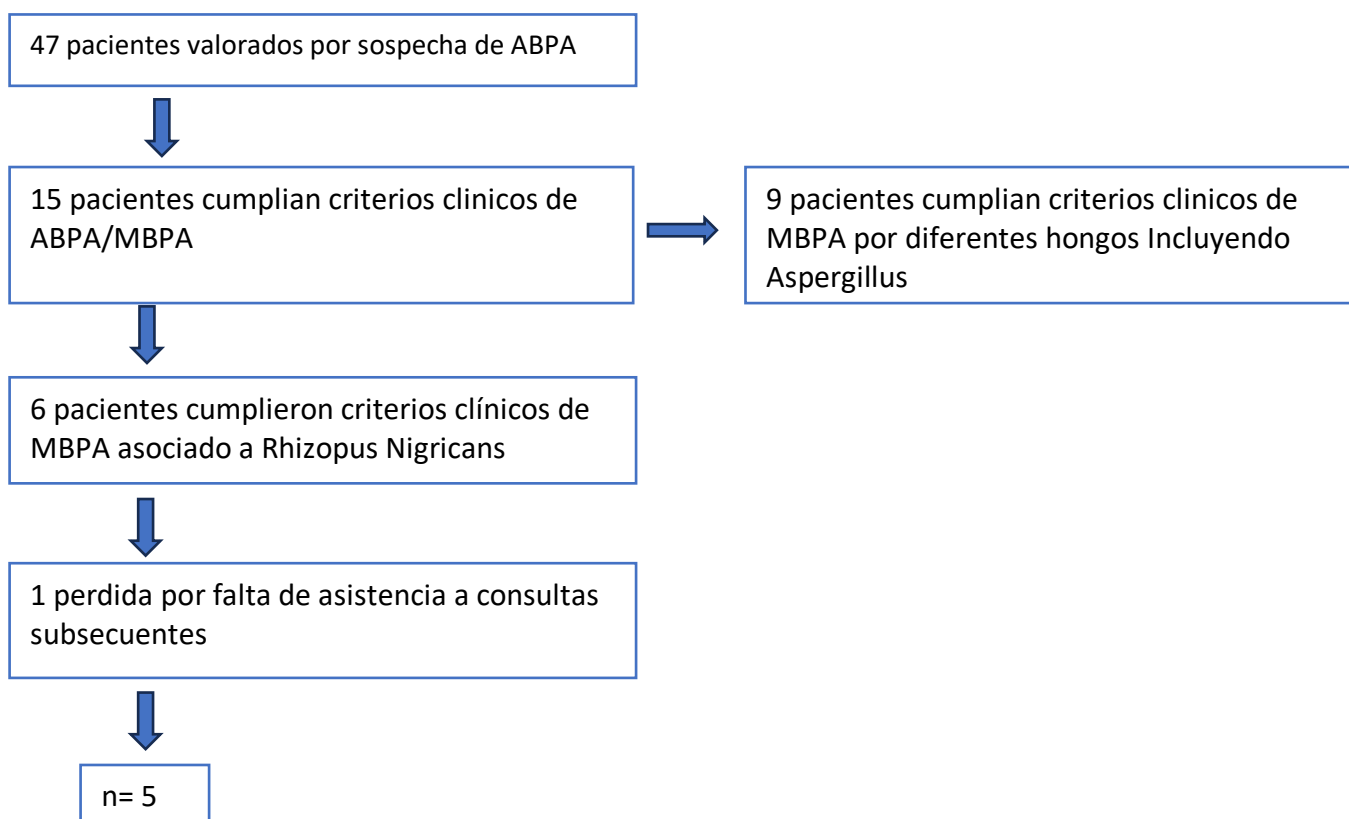 47 pacientes valorados por sospecha de ABPA
15 pacientes cumplian criterios clinicos de
ABPA/MBPA
9 pacientes cumplian criterios clinicos de
MBPA por diferentes hongos Incluyendo
Aspergillus
6 pacientes cumplieron criterios clínicos de
MBPA asociado a Rhizopus Nigricans
1 perdida por falta de asistencia a consultas
subsecuentes
n= 5